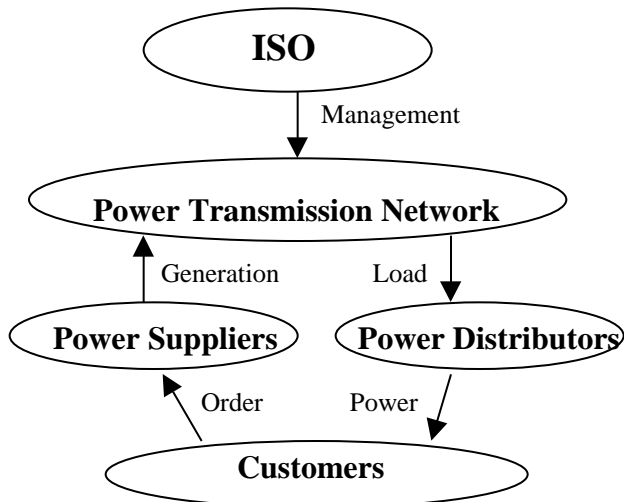 ISO
Management
Power Transmission Network
Generation
Load
Power Suppliers
Power Distributors
Order
Power
Customers